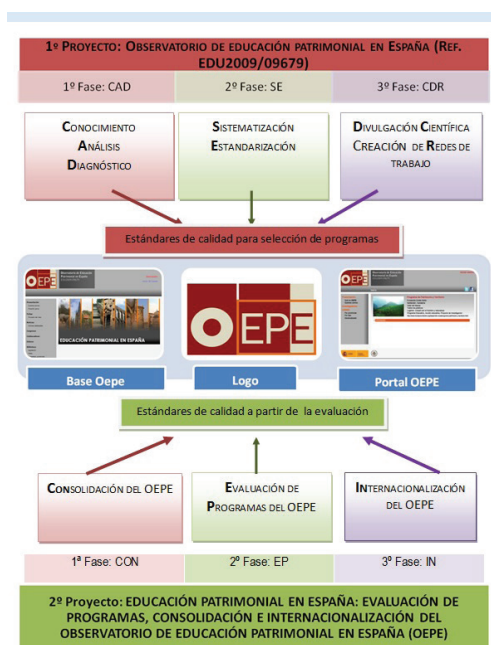 1º PROYECTO: OBSERVATORIO DE EDUCACIÓN PATRIMONIAL EN ESPAÑA (REF.
EDU2009/09679)
1º Fase: CAD
2º Fase: SE
3º Fase: CDR
CONOCIMIENTO
ANÁLISIS
DIAGNÓSTICO
SISTEMATIZACIÓN
ESTANDARIZACIÓN
DIVULGACIÓN CIENTÍFICA
CREACIÓN DE REDES DE
TRABAJO
Estándares de calidad para selección de programas
OEPE
EDUCACIÓN PATRIMONIAL EN ESPAÑA
OEPE
OEPE
Base Oepe
Logo
Portal OEPE
Estándares de calidad a partir de la evaluación
CONSOLIDACIÓN DEL OEPE
EVALUACIÓN DE
PROGRAMAS DEL OEPE
INTERNACIONALIZACIÓN
DEL OEPE
1ª Fase: CON
2º Fase: EP
3º Fase: IN
2º Proyecto: EDUCACIÓN PATRIMONIAL EN ESPAÑA: EVALUACIÓN DE
PROGRAMAS, CONSOLIDACIÓN E INTERNACIONALIZACIÓN DEL
OBSERVATORIO DE EDUCACIÓN PATRIMONIAL EN ESPAÑA (OEPE)